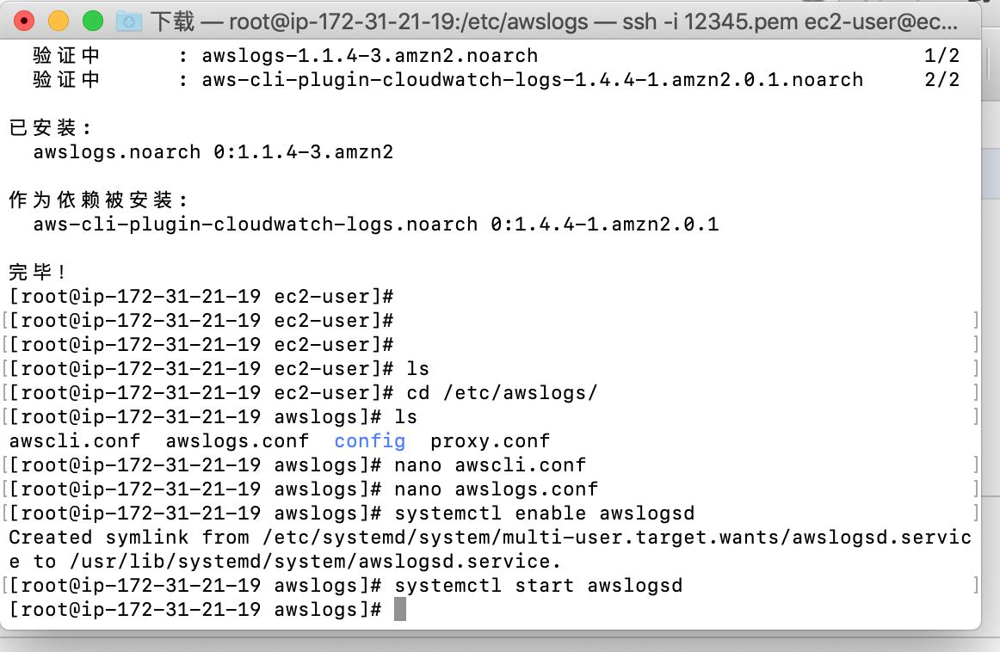 下载 — root@ip-172-31-21-19:/etc/awslogs — ssh -i 12345.pem ec2-user@ec...
验证中 : awslogs-1.1.4-3.amzn2.noarch 1/2
验证中 : aws-cli-plugin-cloudwatch-logs-1.4.4-1.amzn2.0.1.noarch 2/2
已安装:
awslogs.noarch 0:1.1.4-3.amzn2
作为依赖被安装:
aws-cli-plugin-cloudwatch-logs.noarch 0:1.4.4-1.amzn2.0.1
完毕!
[root@ip-172-31-21-19 ec2-user]#
[[root@ip-172-31-21-19 ec2-user]# ]
[[root@ip-172-31-21-19 ec2-user]# ]
[[root@ip-172-31-21-19 ec2-user]# ls ]
[[root@ip-172-31-21-19 ec2-user]# cd /etc/awslogs/ ]
[[root@ip-172-31-21-19 awslogs]# ls ]
awscli.conf awslogs.conf config proxy.conf
[[root@ip-172-31-21-19 awslogs]# nano awscli.conf ]
[[root@ip-172-31-21-19 awslogs]# nano awslogs.conf ]
[[root@ip-172-31-21-19 awslogs]# systemctl enable awslogsd ]
Created symlink from /etc/systemd/system/multi-user.target.wants/awslogsd.servic
e to /usr/lib/systemd/system/awslogsd.service.
[[root@ip-172-31-21-19 awslogs]# systemctl start awslogsd ]
[root@ip-172-31-21-19 awslogs]#